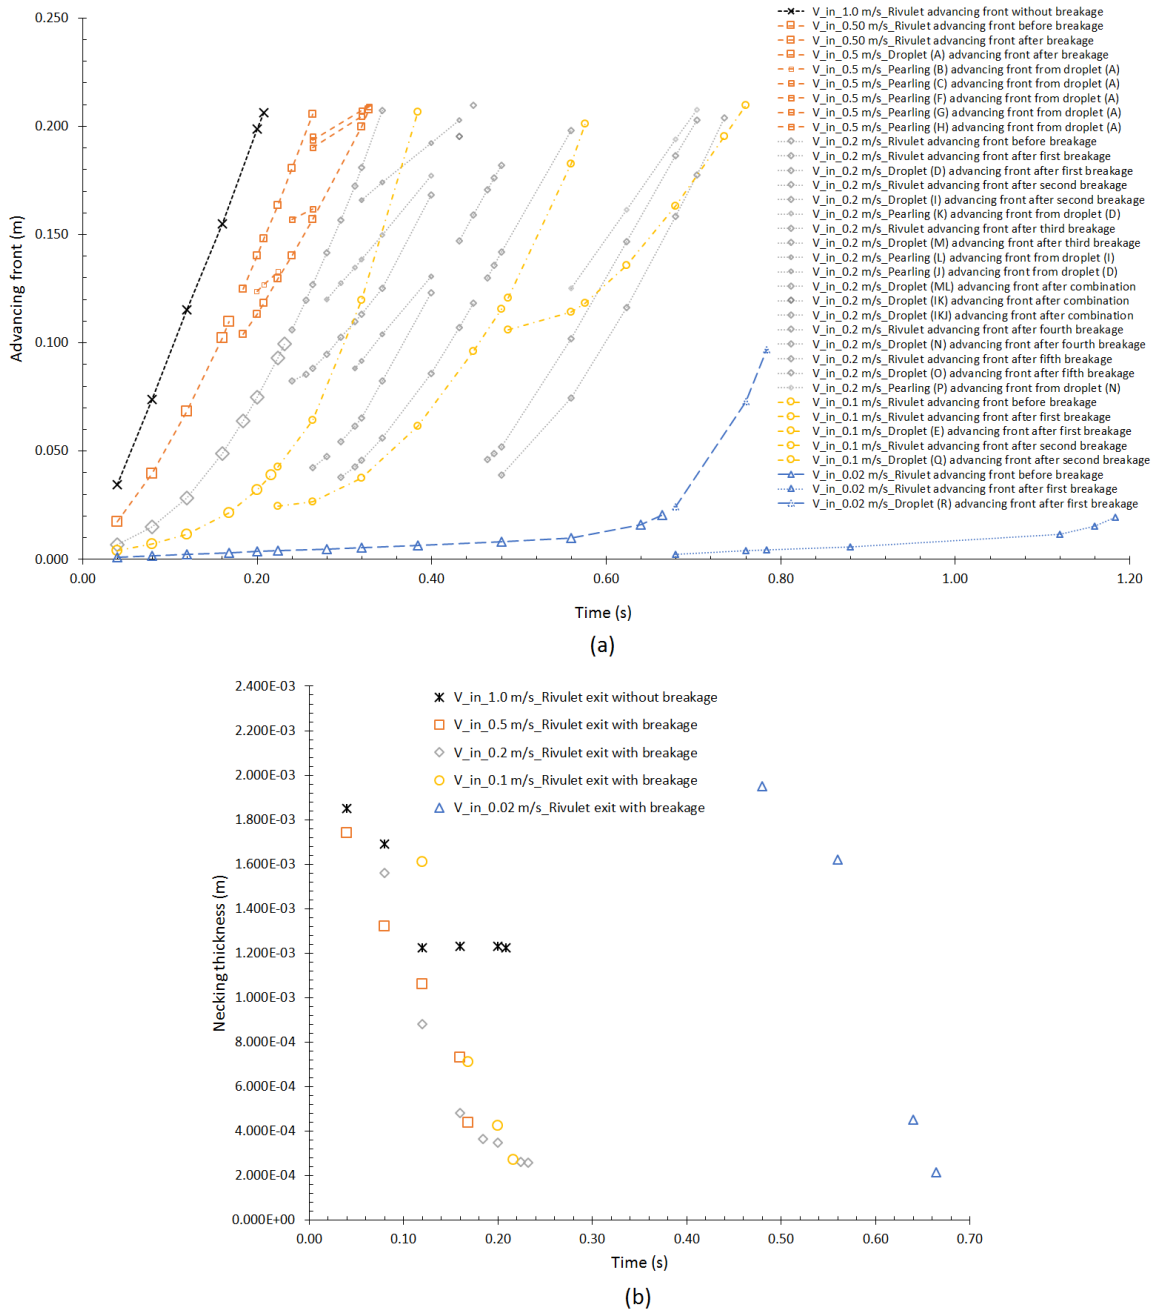 0.250
0.200
0.150
0.100
0.050
0.000
Advancing front (m)
0.00 0.20 0.40 0.60 0.80 1.00 1.20
Time (s)
V_in_1.0 m/s_Rivulet advancing front without breakage
V_in_0.50 m/s_Rivulet advancing front before breakage
V_in_0.50 m/s_Rivulet advancing front after breakage
V_in_0.5 m/s_Droplet (A) advancing front after breakage
V_in_0.5 m/s_Pearling (B) advancing front from droplet (A)
V_in_0.5 m/s_Pearling (C) advancing front from droplet (A)
V_in_0.5 m/s_Pearling (F) advancing front from droplet (A)
V_in_0.5 m/s_Pearling (G) advancing front from droplet (A)
V_in_0.5 m/s_Pearling (H) advancing front from droplet (A)
V_in_0.2 m/s_Rivulet advancing front before breakage
V_in_0.2 m/s_Rivulet advancing front after first breakage
V_in_0.2 m/s_Droplet (D) advancing front after first breakage
V_in_0.2 m/s_Rivulet advancing front after second breakage
V_in_0.2 m/s_Droplet (I) advancing front after second breakage
V_in_0.2 m/s_Pearling (K) advancing front from droplet (D)
V_in_0.2 m/s_Rivulet advancing front after third breakage
V_in_0.2 m/s_Droplet (M) advancing front after third breakage
V_in_0.2 m/s_Pearling (L) advancing front from droplet (I)
V_in_0.2 m/s_Pearling (J) advancing front from droplet (D)
V_in_0.2 m/s_Droplet (ML) advancing front after combination
V_in_0.2 m/s_Droplet (IK) advancing front after combination
V_in_0.2 m/s_Droplet (IKJ) advancing front after combination
V_in_0.2 m/s_Rivulet advancing front after fourth breakage
V_in_0.2 m/s_Droplet (N) advancing front after fourth breakage
V_in_0.2 m/s_Rivulet advancing front after fifth breakage
V_in_0.2 m/s_Droplet (O) advancing front after fifth breakage
V_in_0.2 m/s_Pearling (P) advancing front from droplet (N)
V_in_0.1 m/s_Rivulet advancing front before breakage
V_in_0.1 m/s_Rivulet advancing front after first breakage
V_in_0.1 m/s_Droplet (E) advancing front after first breakage
V_in_0.1 m/s_Rivulet advancing front after second breakage
V_in_0.1 m/s_Droplet (Q) advancing front after second breakage
V_in_0.02 m/s_Rivulet advancing front before breakage
V_in_0.02 m/s_Rivulet advancing front after first breakage
V_in_0.02 m/s_Droplet (R) advancing front after first breakage
(a)
2.400E-03
2.200E-03
2.000E-03
1.800E-03
1.600E-03
1.400E-03
1.200E-03
1.000E-03
8.000E-04
6.000E-04
4.000E-04
2.000E-04
0.000E+00
Necking thickness (m)
V_in_1.0 m/s_Rivulet exit without breakage
V_in_0.5 m/s_Rivulet exit with breakage
V_in_0.2 m/s_Rivulet exit with breakage
V_in_0.1 m/s_Rivulet exit with breakage
V_in_0.02 m/s_Rivulet exit with breakage
0.00 0.10 0.20 0.30 0.40 0.50 0.60 0.70
Time (s)
(b)